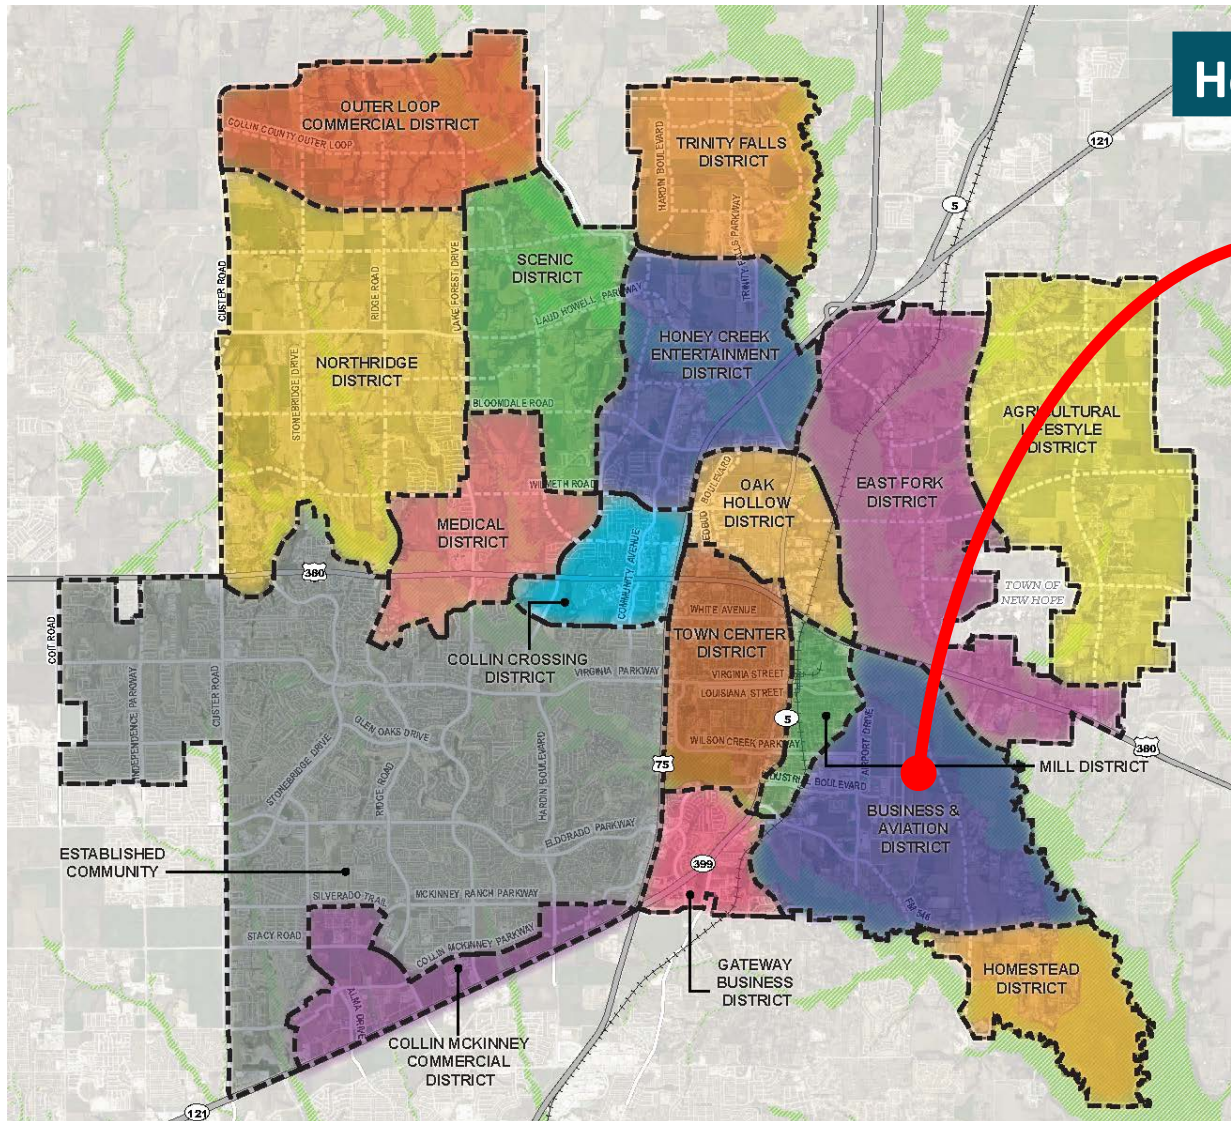 Ho
OUTER LOOP
COMMERCIAL DISTRICT
COLLIN COUNTY OUTER LOOP
TRINITY FALLS
DISTRICT
HARDIN BOULEVARD
TRINITY FALLS PARKWAY
121
5
CUSTER ROAD
RIDGE ROAD
LAKE FOREST DRIVE
STONEBRIDGE DRIVE
SCENIC
DISTRICT
LAUD HOWELL PARKWAY
HONEY CREEK
ENTERTAINMENT
DISTRICT
NORTHRIDGE
DISTRICT
BLOOMDALE ROAD
AGRICULTURAL
LIFESTYLE
DISTRICT
WILMETH ROAD
OAK
HOLLOW
DISTRICT
EAST FORK
DISTRICT
MEDICAL
DISTRICT
COMMUNITY AVENUE
380
TOWN OF
NEW HOPE
WHITE AVENUE
TOWN CENTER
DISTRICT
COLLIN CROSSING
DISTRICT
VIRGINIA PARKWAY
VIRGINIA STREET
LOUISIANA STREET
COIT ROAD
INDEPENDENCE PARKWAY
CUSTER ROAD
GLEN OAKS DRIVE
STONEBRIDGE DRIVE
RIDGE ROAD
HARDIN BOULEVARD
5
WILSON CREEK PARKWAY
AIRPORT DRIVE
380
75
MILL DISTRICT
BOULEVARD
BUSINESS &
AVIATION
DISTRICT
ELDORADO PARKWAY
ESTABLISHED
COMMUNITY
399
SILVERADO TRAIL
MCKINNEY RANCH PARKWAY
FM 546
STACY ROAD
COLLIN MCKINNEY PARKWAY
GATEWAY
BUSINESS
DISTRICT
HOMESTEAD
DISTRICT
ALMA DRIVE
COLLIN MCKINNEY
COMMERCIAL
DISTRICT
121